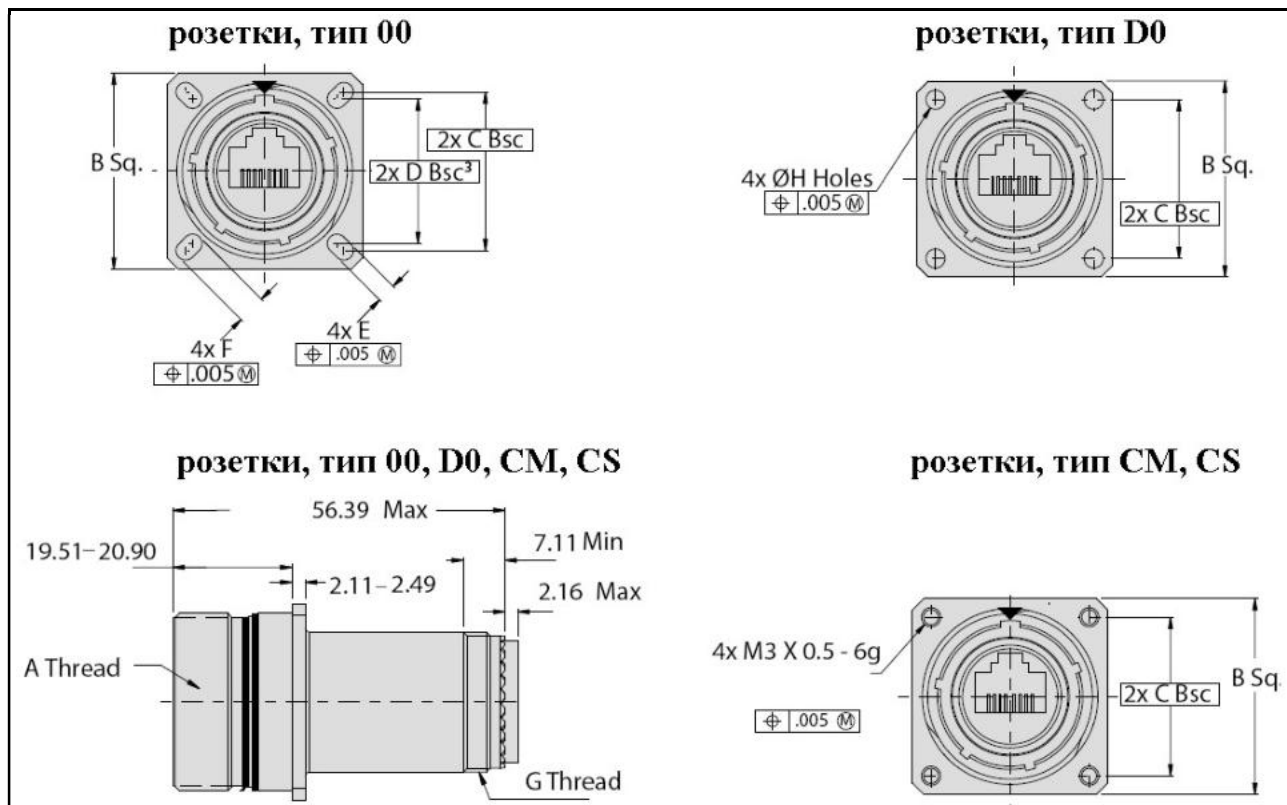 розетки, тип 00
B Sq.
2x C Bsc
2x D Bsc³
4x F
.005 Ⓜ
4x E
.005 Ⓜ
розетки, тип D0
4x ØH Holes
.005 Ⓜ
2x C Bsc
B Sq.
розетки, тип 00, D0, CM, CS
56.39 Max
19.51–20.90
7.11 Min
2.11–2.49
2.16 Max
A Thread
G Thread
розетки, тип CM, CS
4x M3 X 0.5 - 6g
.005 Ⓜ
2x C Bsc
B Sq.